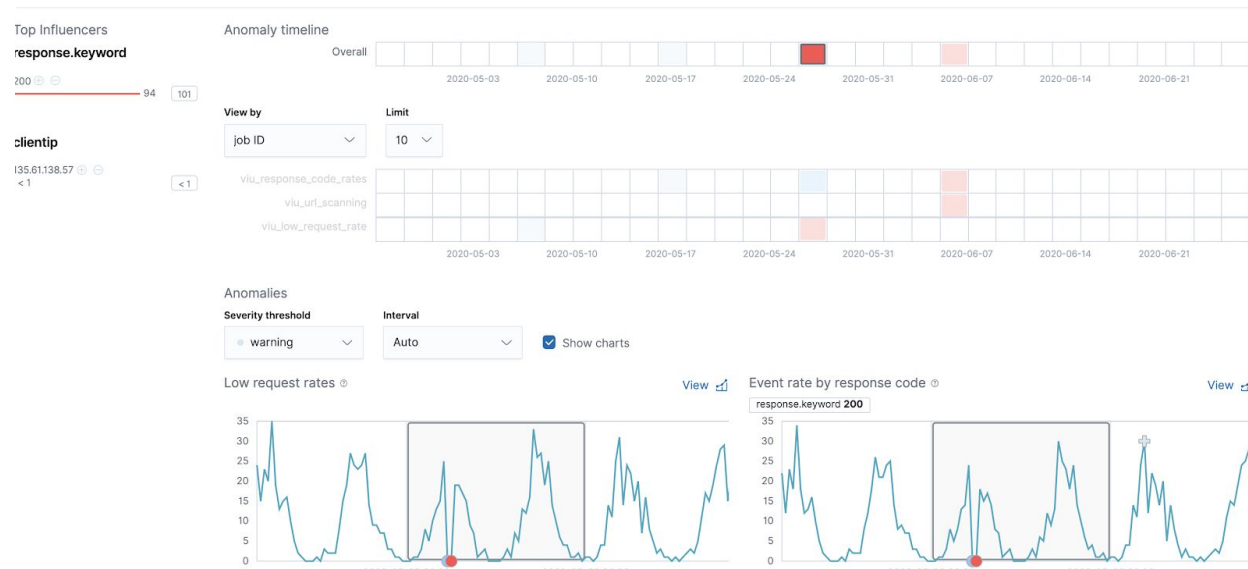 Top Influencers
response.keyword
200
94
101
clientip
135.61.138.57
< 1
< 1
Anomaly timeline
Overall
2020-05-03 2020-05-10 2020-05-17 2020-05-24 2020-05-31 2020-06-07 2020-06-14 2020-06-21
View by Limit
job ID 10
viu_response_code_rates
viu_url_scanning
viu_low_request_rate
2020-05-03 2020-05-10 2020-05-17 2020-05-24 2020-05-31 2020-06-07 2020-06-14 2020-06-21
Anomalies
Severity threshold Interval
warning Auto Show charts
Low request rates View
35
30
25
20
15
10
5
0
Event rate by response code View
response.keyword 200
35
30
25
20
15
10
5
0